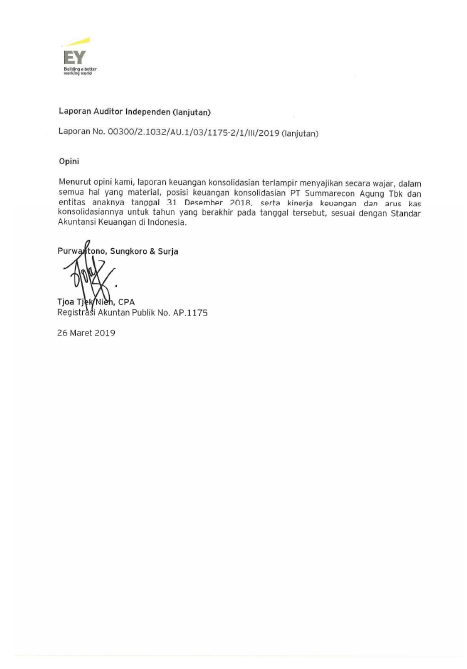 EY
Building a better
working world
Laporan Auditor Independen (lanjutan)
Laporan No. 00300/2.1032/AU.1/03/1175-2/1/III/2019 (lanjutan)
Opini
Menurut opini kami, laporan keuangan konsolidasian terlampir menyajikan secara wajar, dalam
semua hal yang material, posisi keuangan konsolidasian PT Summarecon Agung Tbk dan
entitas anaknya tanggal 31 Desember 2018, serta kinerja keuangan dan arus kas
konsolidasiannya untuk tahun yang berakhir pada tanggal tersebut, sesuai dengan Standar
Akuntansi Keuangan di Indonesia.
Purwantono, Sungkoro & Surja
Tjoa Tjek Nien, CPA
Registrasi Akuntan Publik No. AP.1175
26 Maret 2019